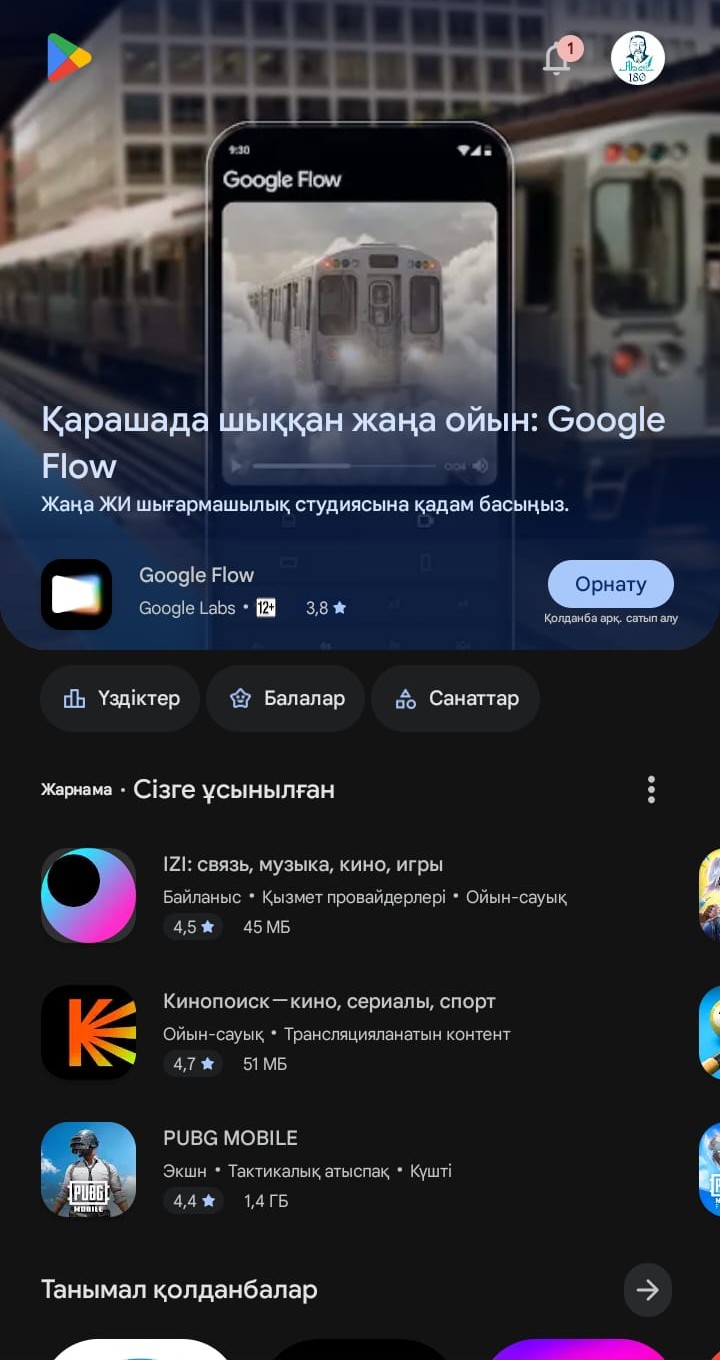 1
Abai
180
9:30
Google Flow
Қарашада шыққан жаңа ойын: Google
Flow
0:04
Жаңа ЖИ шығармашылық студиясына қадам басыңыз.
Google Flow
Google Labs • 12+ 3,8
Орнату
Қолданба арқ. сатып алу
Үздіктер
Балалар
Санаттар
Жарнама · Сізге ұсынылған
IZI: связь, музыка, кино, игры
Байланыс • Қызмет провайдерлері • Ойын-сауық
4,5 45 МБ
Кинопоиск—кино, сериалы, спорт
Ойын-сауық • Трансляцияланатын контент
4,7 51 МБ
PUBG MOBILE
Экшн • Тактикалық атыспақ • Күшті
4,4 1,4 ГБ
PUBG
MOBILE
Танымал қолданбалар